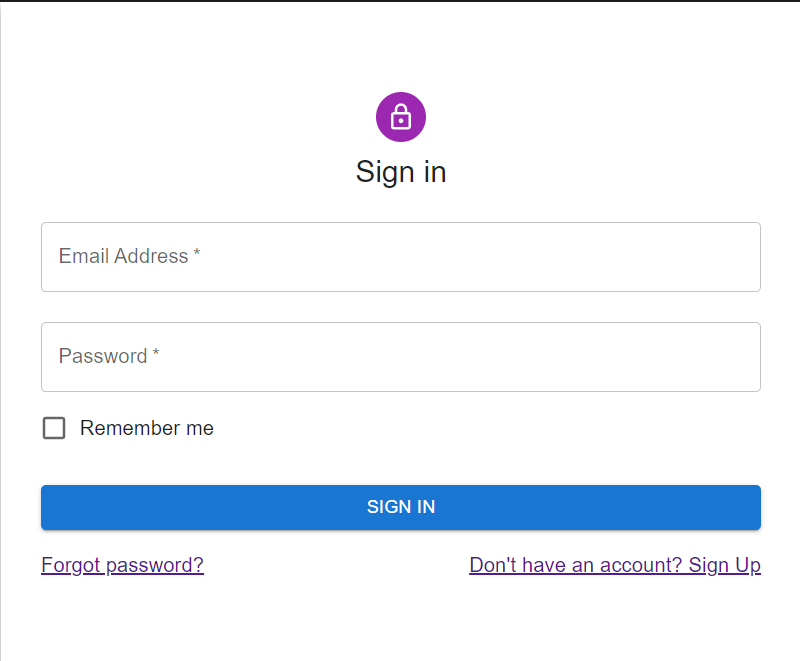 Sign in
Email Address *
Password *
Remember me
SIGN IN
Forgot password?
Don't have an account? Sign Up